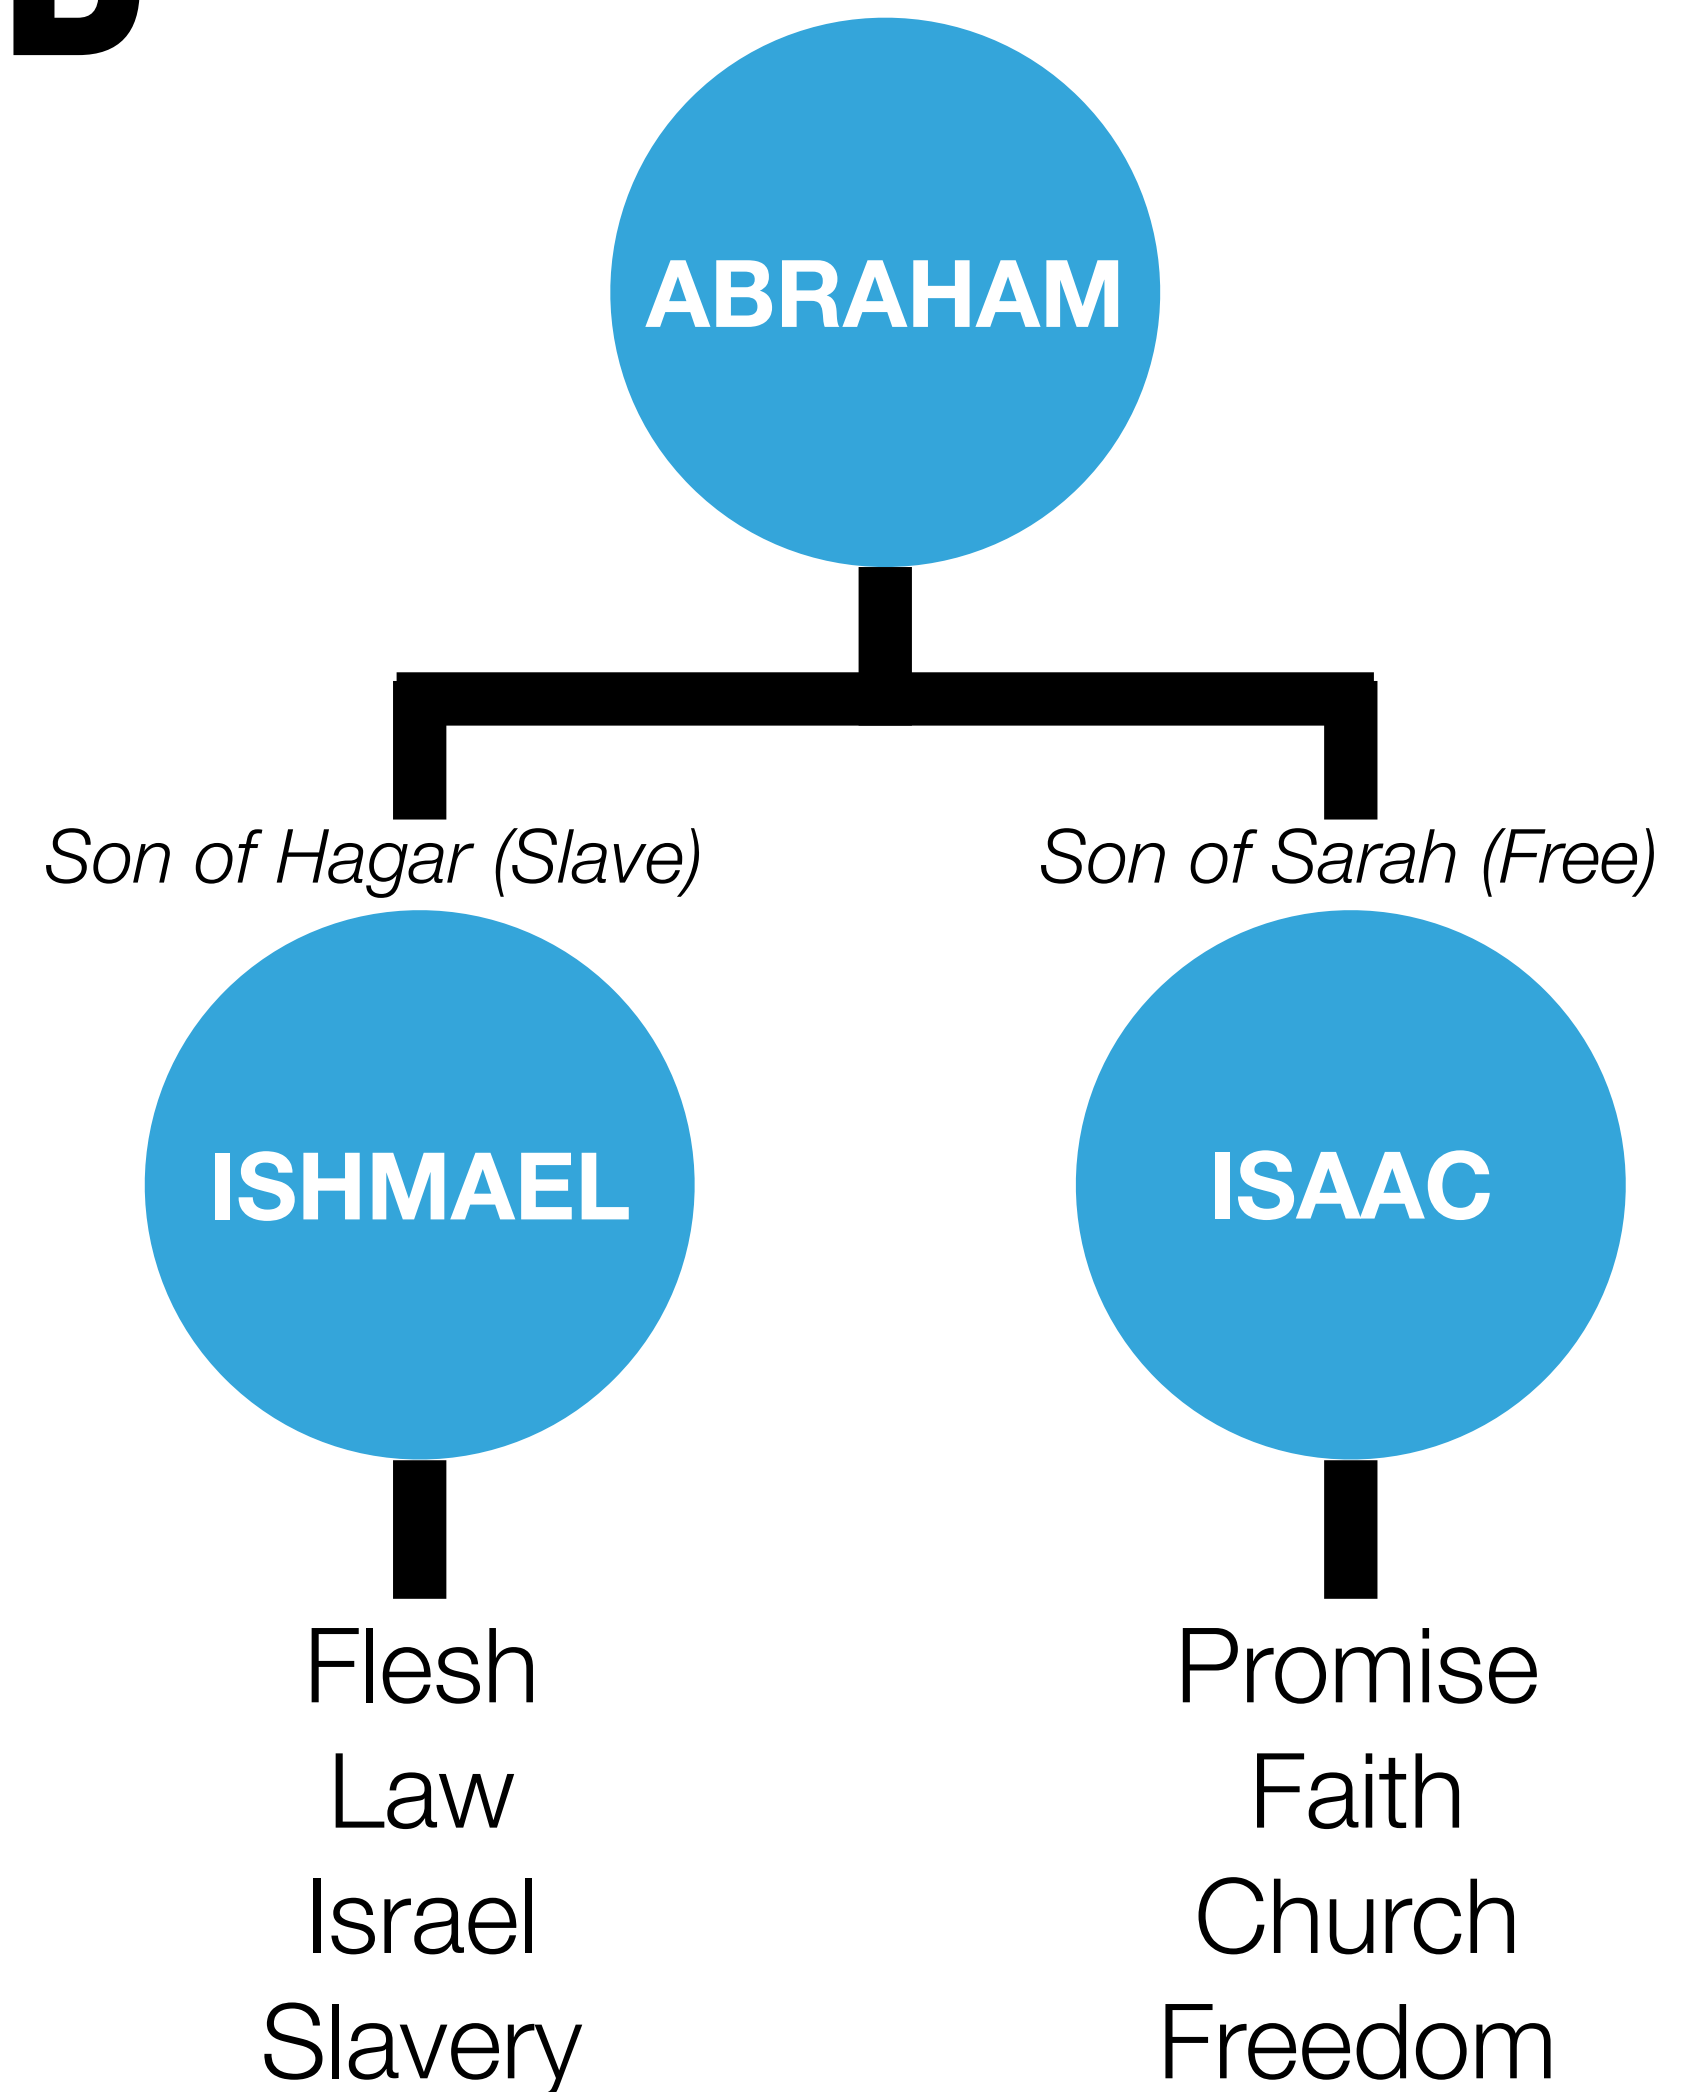 ABRAHAM
Son of Hagar (Slave)
Son of Sarah (Free)
ISHMAEL
ISAAC
Flesh
Law
Israel
Slavery
Promise
Faith
Church
Freedom